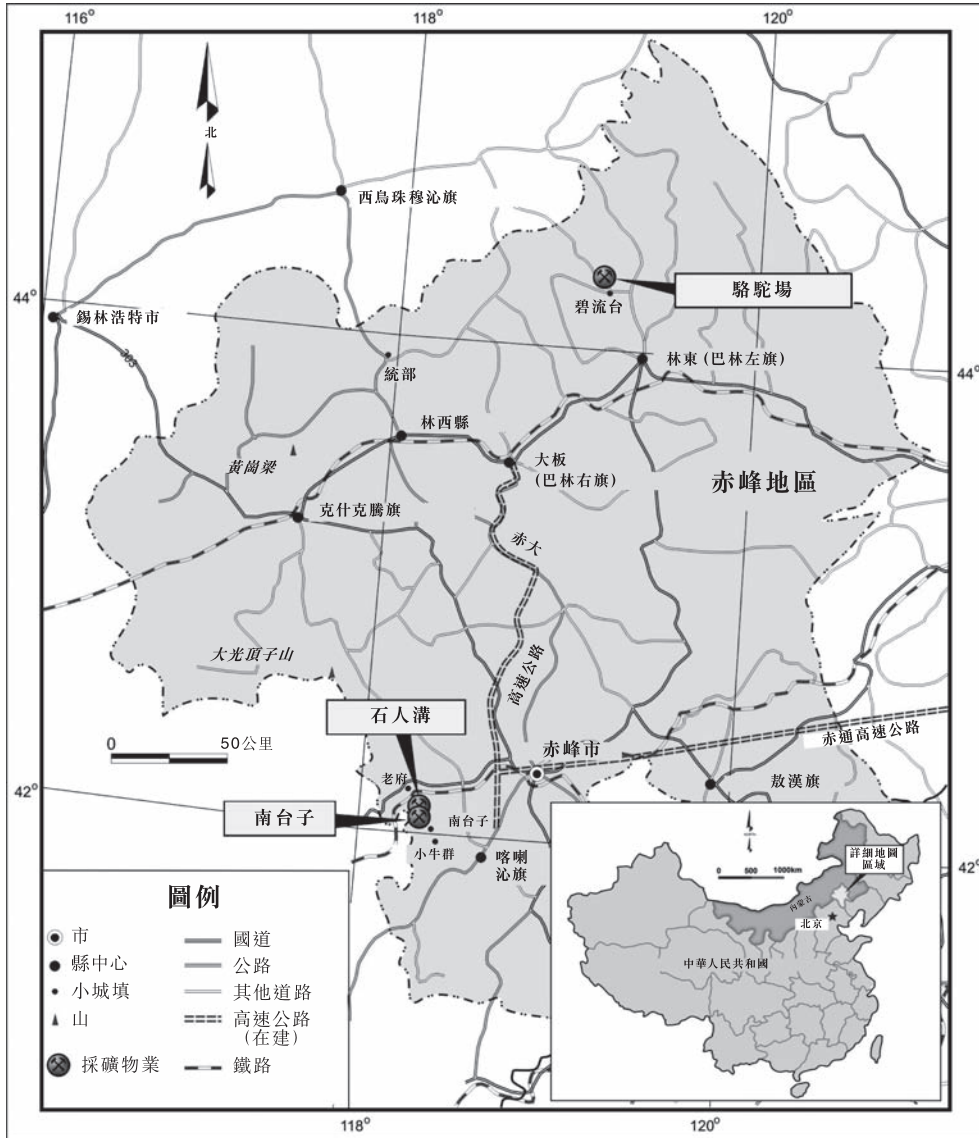 116°
118°
120°
北
西烏珠穆沁旗
駱駝場
碧流台
44°
錫林浩特市
303
統部
林東 (巴林左旗)
44°
林西縣
大板
(巴林右旗)
黃崗梁
赤峰地區
克什克騰旗
赤大
高速公路
大光頂子山
石人溝
0 50公里
赤峰市
赤通高速公路
老府
敖漢旗
42°
南台子
南台子
小牛群
喀喇
沁旗
42°
圖例
市
縣中心
小城填
山
採礦物業
國道
公路
其他道路
高速公路
(在建)
鐵路
0 500 1000km
詳細地圖
區域
內蒙古
北京
中華人民共和國
118°
120°